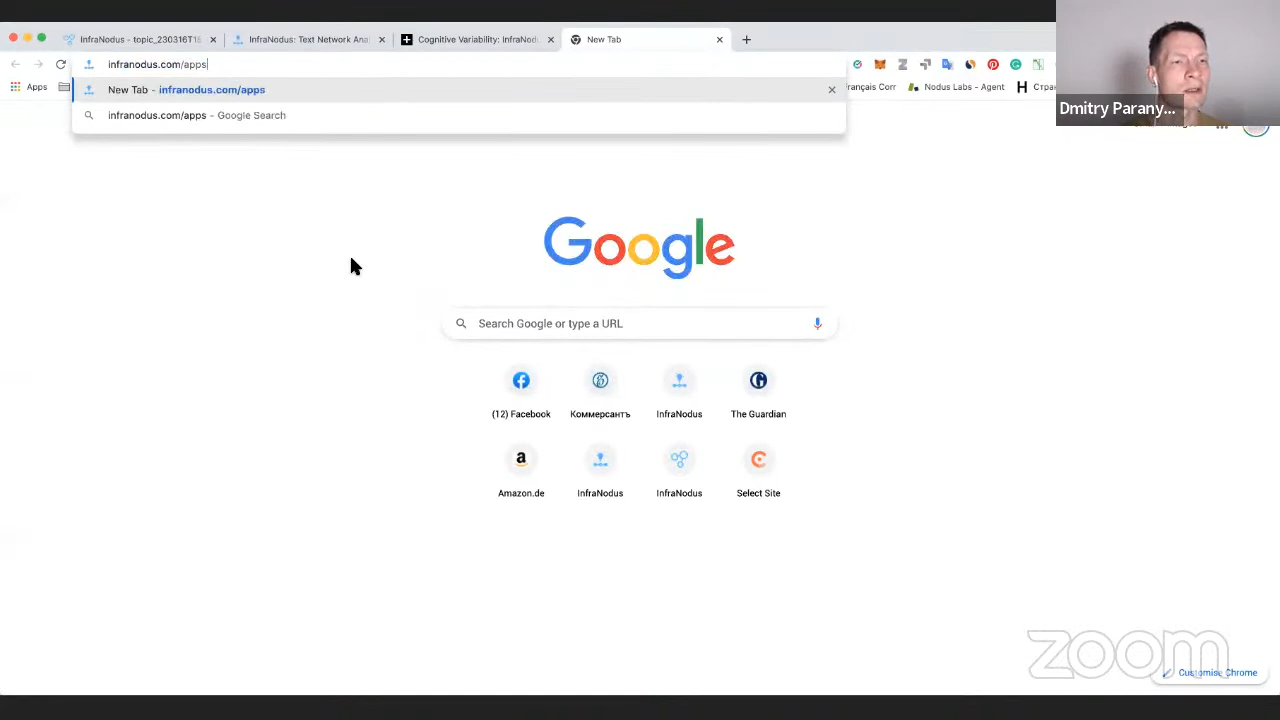 InfraNodus - topic_230316T16
InfraNodus: Text Network Ana
Cognitive Variability: InfraNod
New Tab
infranodus.com/apps
Apps
New Tab - infranodus.com/apps
infranodus.com/apps - Google Search
rançais Corr
Nodus Labs - Agent
Dmitry Parany...
Google
Search Google or type a URL
(12) Facebook
Коммерсантъ
InfraNodus
The Guardian
Amazon.de
InfraNodus
InfraNodus
Select Site
zoom
Customise Chrome